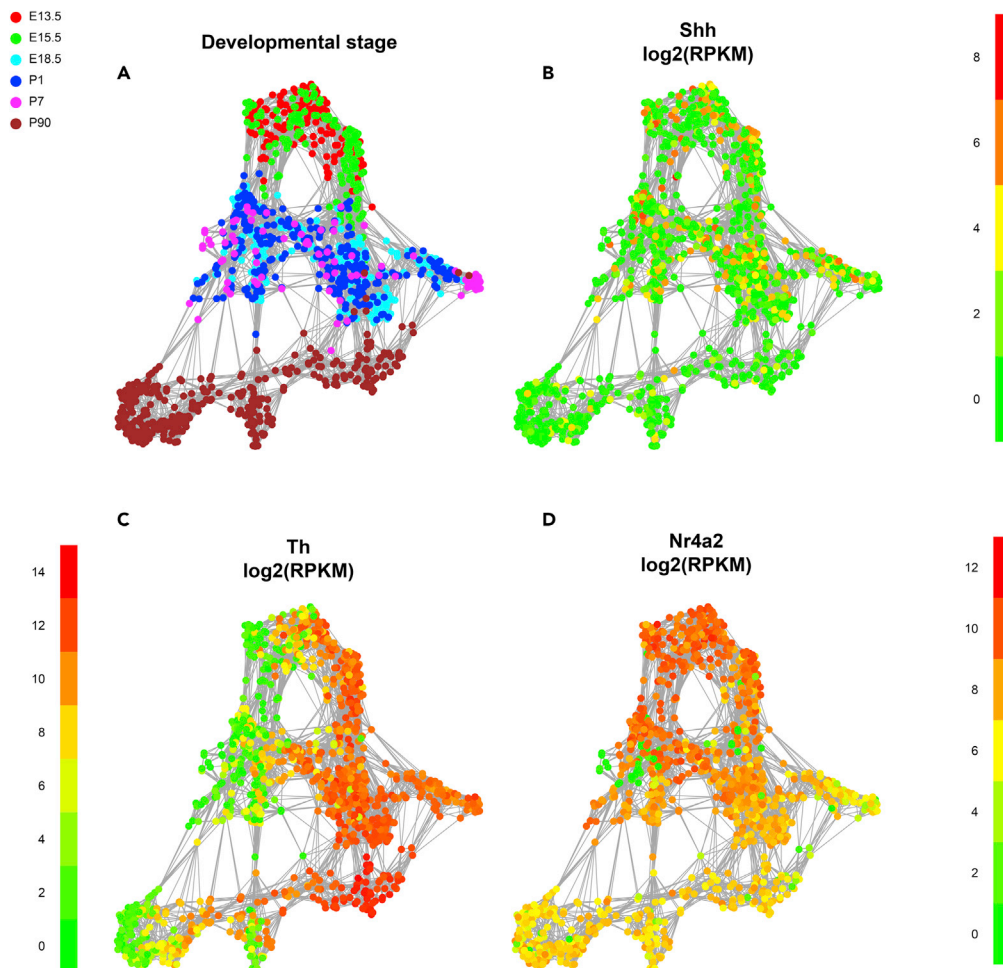 E13.5
E15.5
E18.5
P1
P7
P90
Developmental stage
A
Shh
log2(RPKM)
B
8
6
4
2
0
C
Th
log2(RPKM)
14
12
10
8
6
4
2
0
D
Nr4a2
log2(RPKM)
12
10
8
6
4
2
0